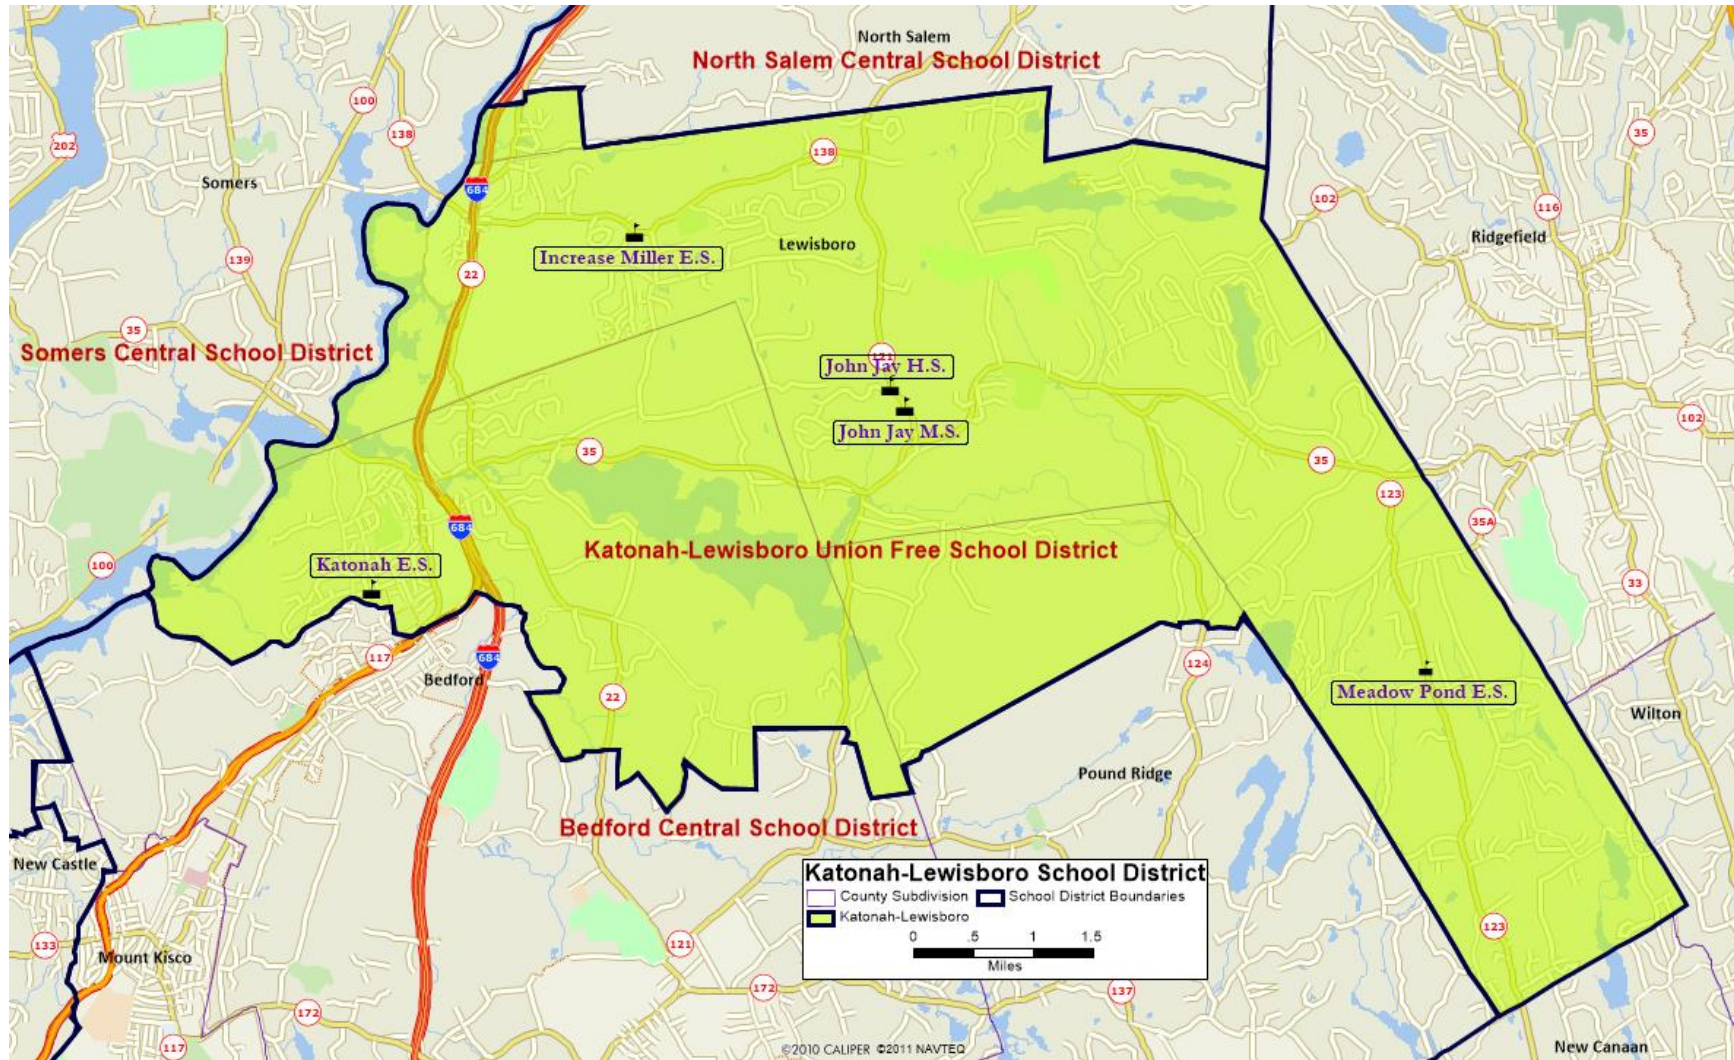 North Salem
North Salem Central School District
100
138
202
138
35
Somers
684
102
116
Ridgefield
Increase Miller E.S.
Lewisboro
139
22
35
Somers Central School District
121
John Jay H.S.
John Jay M.S.
102
35
35
123
35A
684
Katonah-Lewisboro Union Free School District
Katonah E.S.
100
33
117
684
Bedford
124
22
Meadow Pond E.S.
Wilton
Pound Ridge
Bedford Central School District
New Castle
Katonah-Lewisboro School District
County Subdivision
School District Boundaries
Katonah-Lewisboro
0 .5 1 1.5
Miles
133
121
123
Mount Kisco
172
137
172
117
©2010 CALIPER ©2011 NAVTEQ
New Canaan